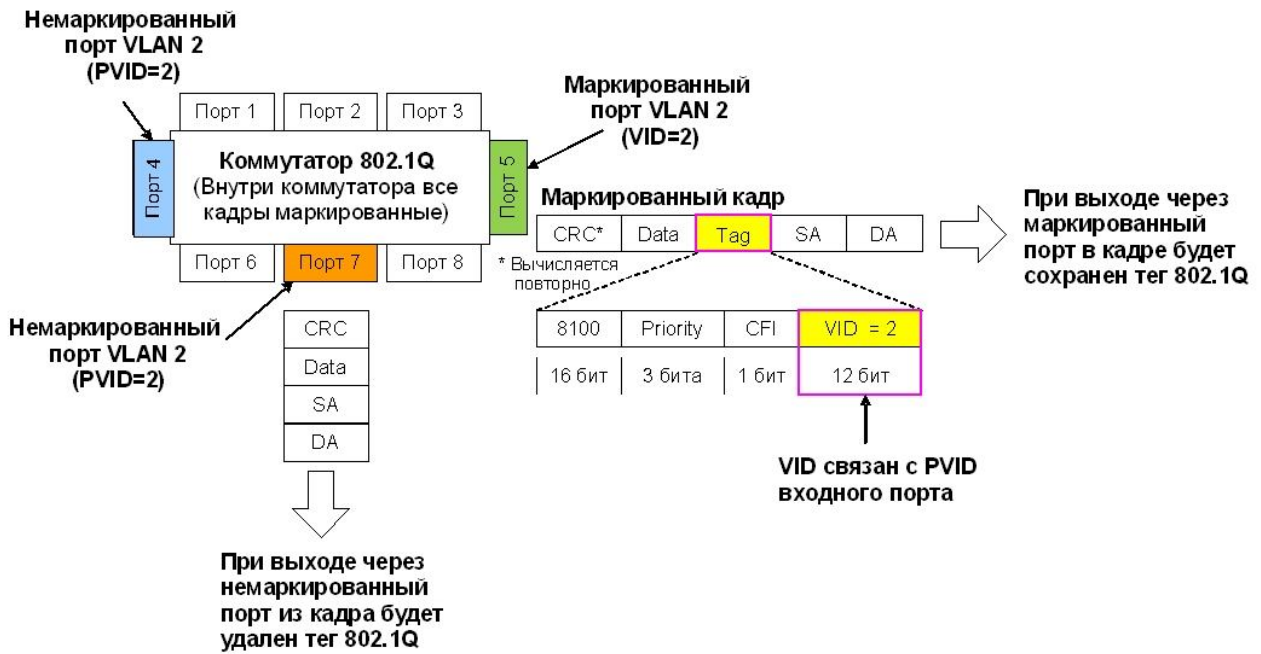 Немаркированный
порт VLAN 2
(PVID=2)
Маркированный
порт VLAN 2
(VID=2)
Порт 1
Порт 2
Порт 3
Порт 4
Коммутатор 802.1Q
(Внутри коммутатора все
кадры маркированные)
Порт 5
Порт 6
Порт 7
Порт 8
Маркированный кадр
CRC*
Data
Tag
SA
DA
* Вычисляется
повторно
При выходе через
маркированный
порт в кадре будет
сохранен тег 802.1Q
8100
Priority
CFI
VID = 2
16 бит
3 бита
1 бит
12 бит
VID связан с PVID
входного порта
Немаркированный
порт VLAN 2
(PVID=2)
CRC
Data
SA
DA
При выходе через
немаркированный
порт из кадра будет
удален тег 802.1Q